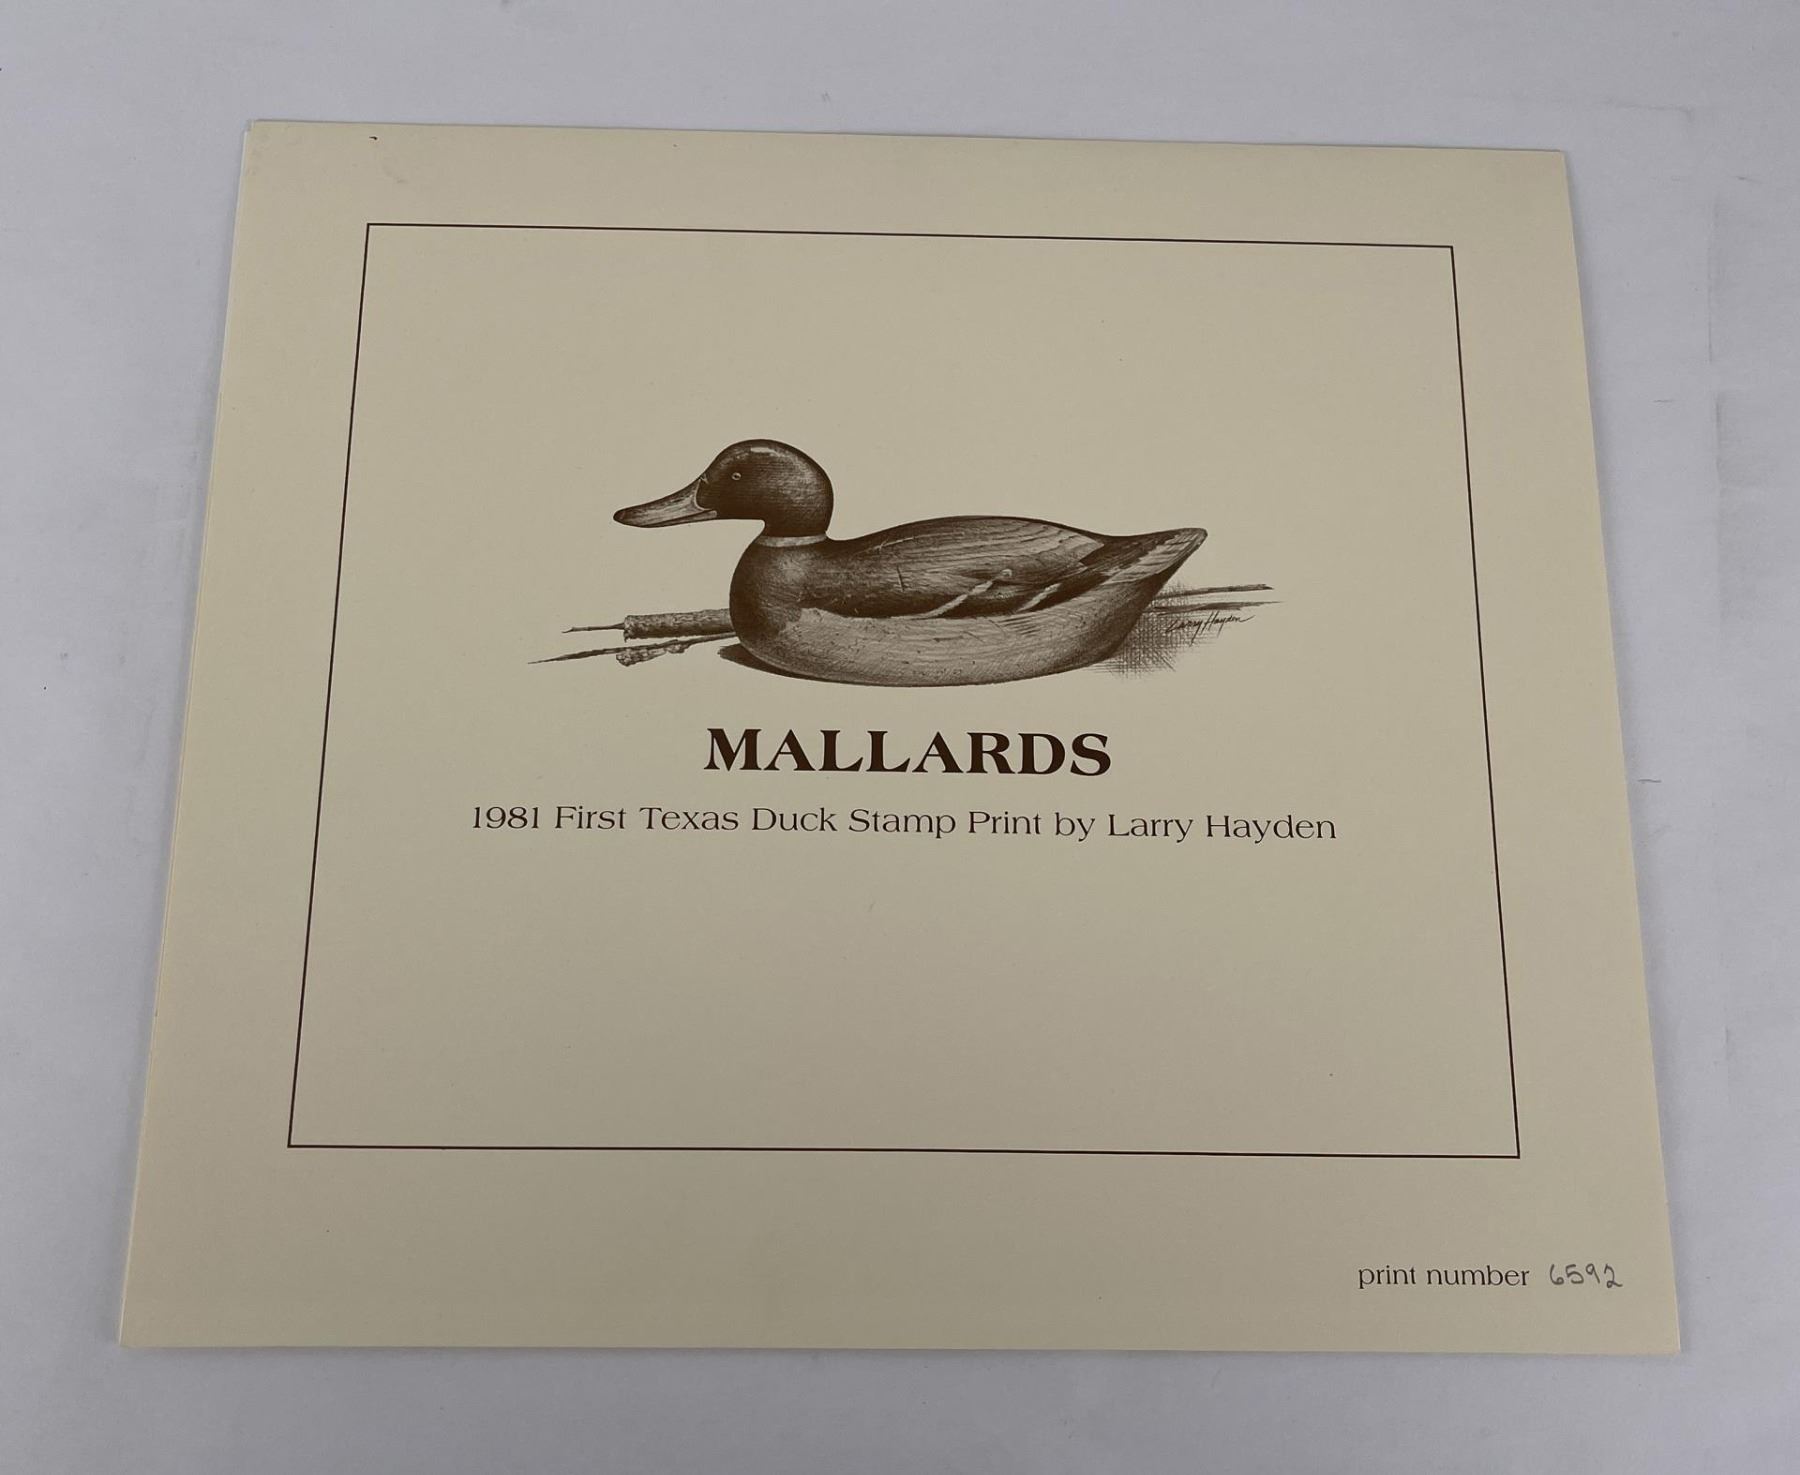 Larry Hayden
MALLARDS
1981 First Texas Duck Stamp Print by Larry Hayden
print number 6592